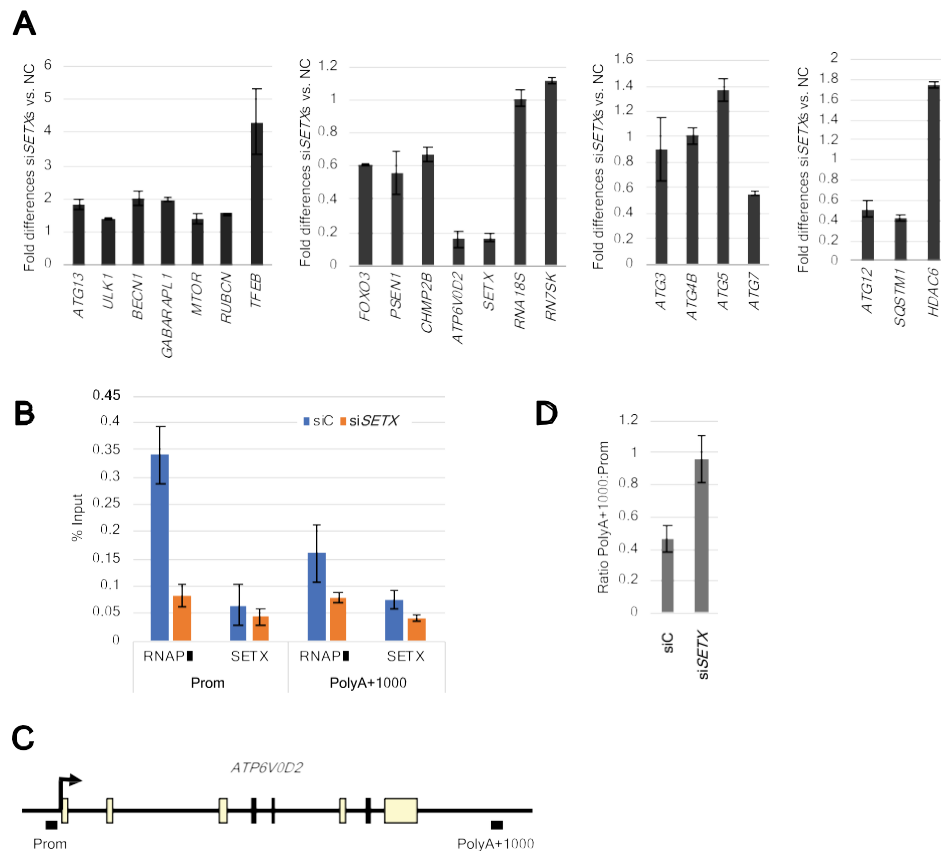 A
Fold differences siSETXs vs. NC
6
5
4
3
2
1
0
ATG13
ULK1
BECN1
GABARAPL1
MTOR
RUBCN
TFEB
Fold differences siSETXs vs. NC
1.2
1
0.8
0.6
0.4
0.2
0
FOXO3
PSEN1
CHMP2B
ATP6V0D2
SETX
RNA18S
RN7SK
Fold differences siSETXs vs. NC
1.6
1.4
1.2
1
0.8
0.6
0.4
0.2
0
ATG3
ATG4B
ATG5
ATG7
Fold differences siSETXs vs. NC
2
1.8
1.6
1.4
1.2
1
0.8
0.6
0.4
0.2
0
ATG12
SQSTM1
HDAC6
B
% Input
0.45
0.4
0.35
0.3
0.25
0.2
0.15
0.1
0.05
0
siC siSETX
RNAP SETX RNAP SETX
Prom PolyA+1000
D
Ratio PolyA+1000:Prom
1.2
1
0.8
0.6
0.4
0.2
0
siC
siSETX
C
ATP6V0D2
Prom PolyA+1000